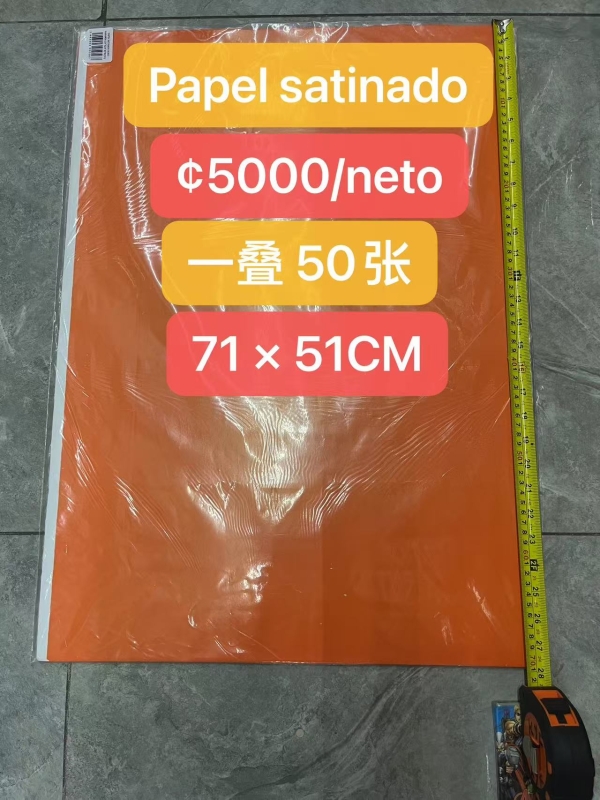 Papel satinado
₡5000/neto
一叠 50 张
71 × 51CM